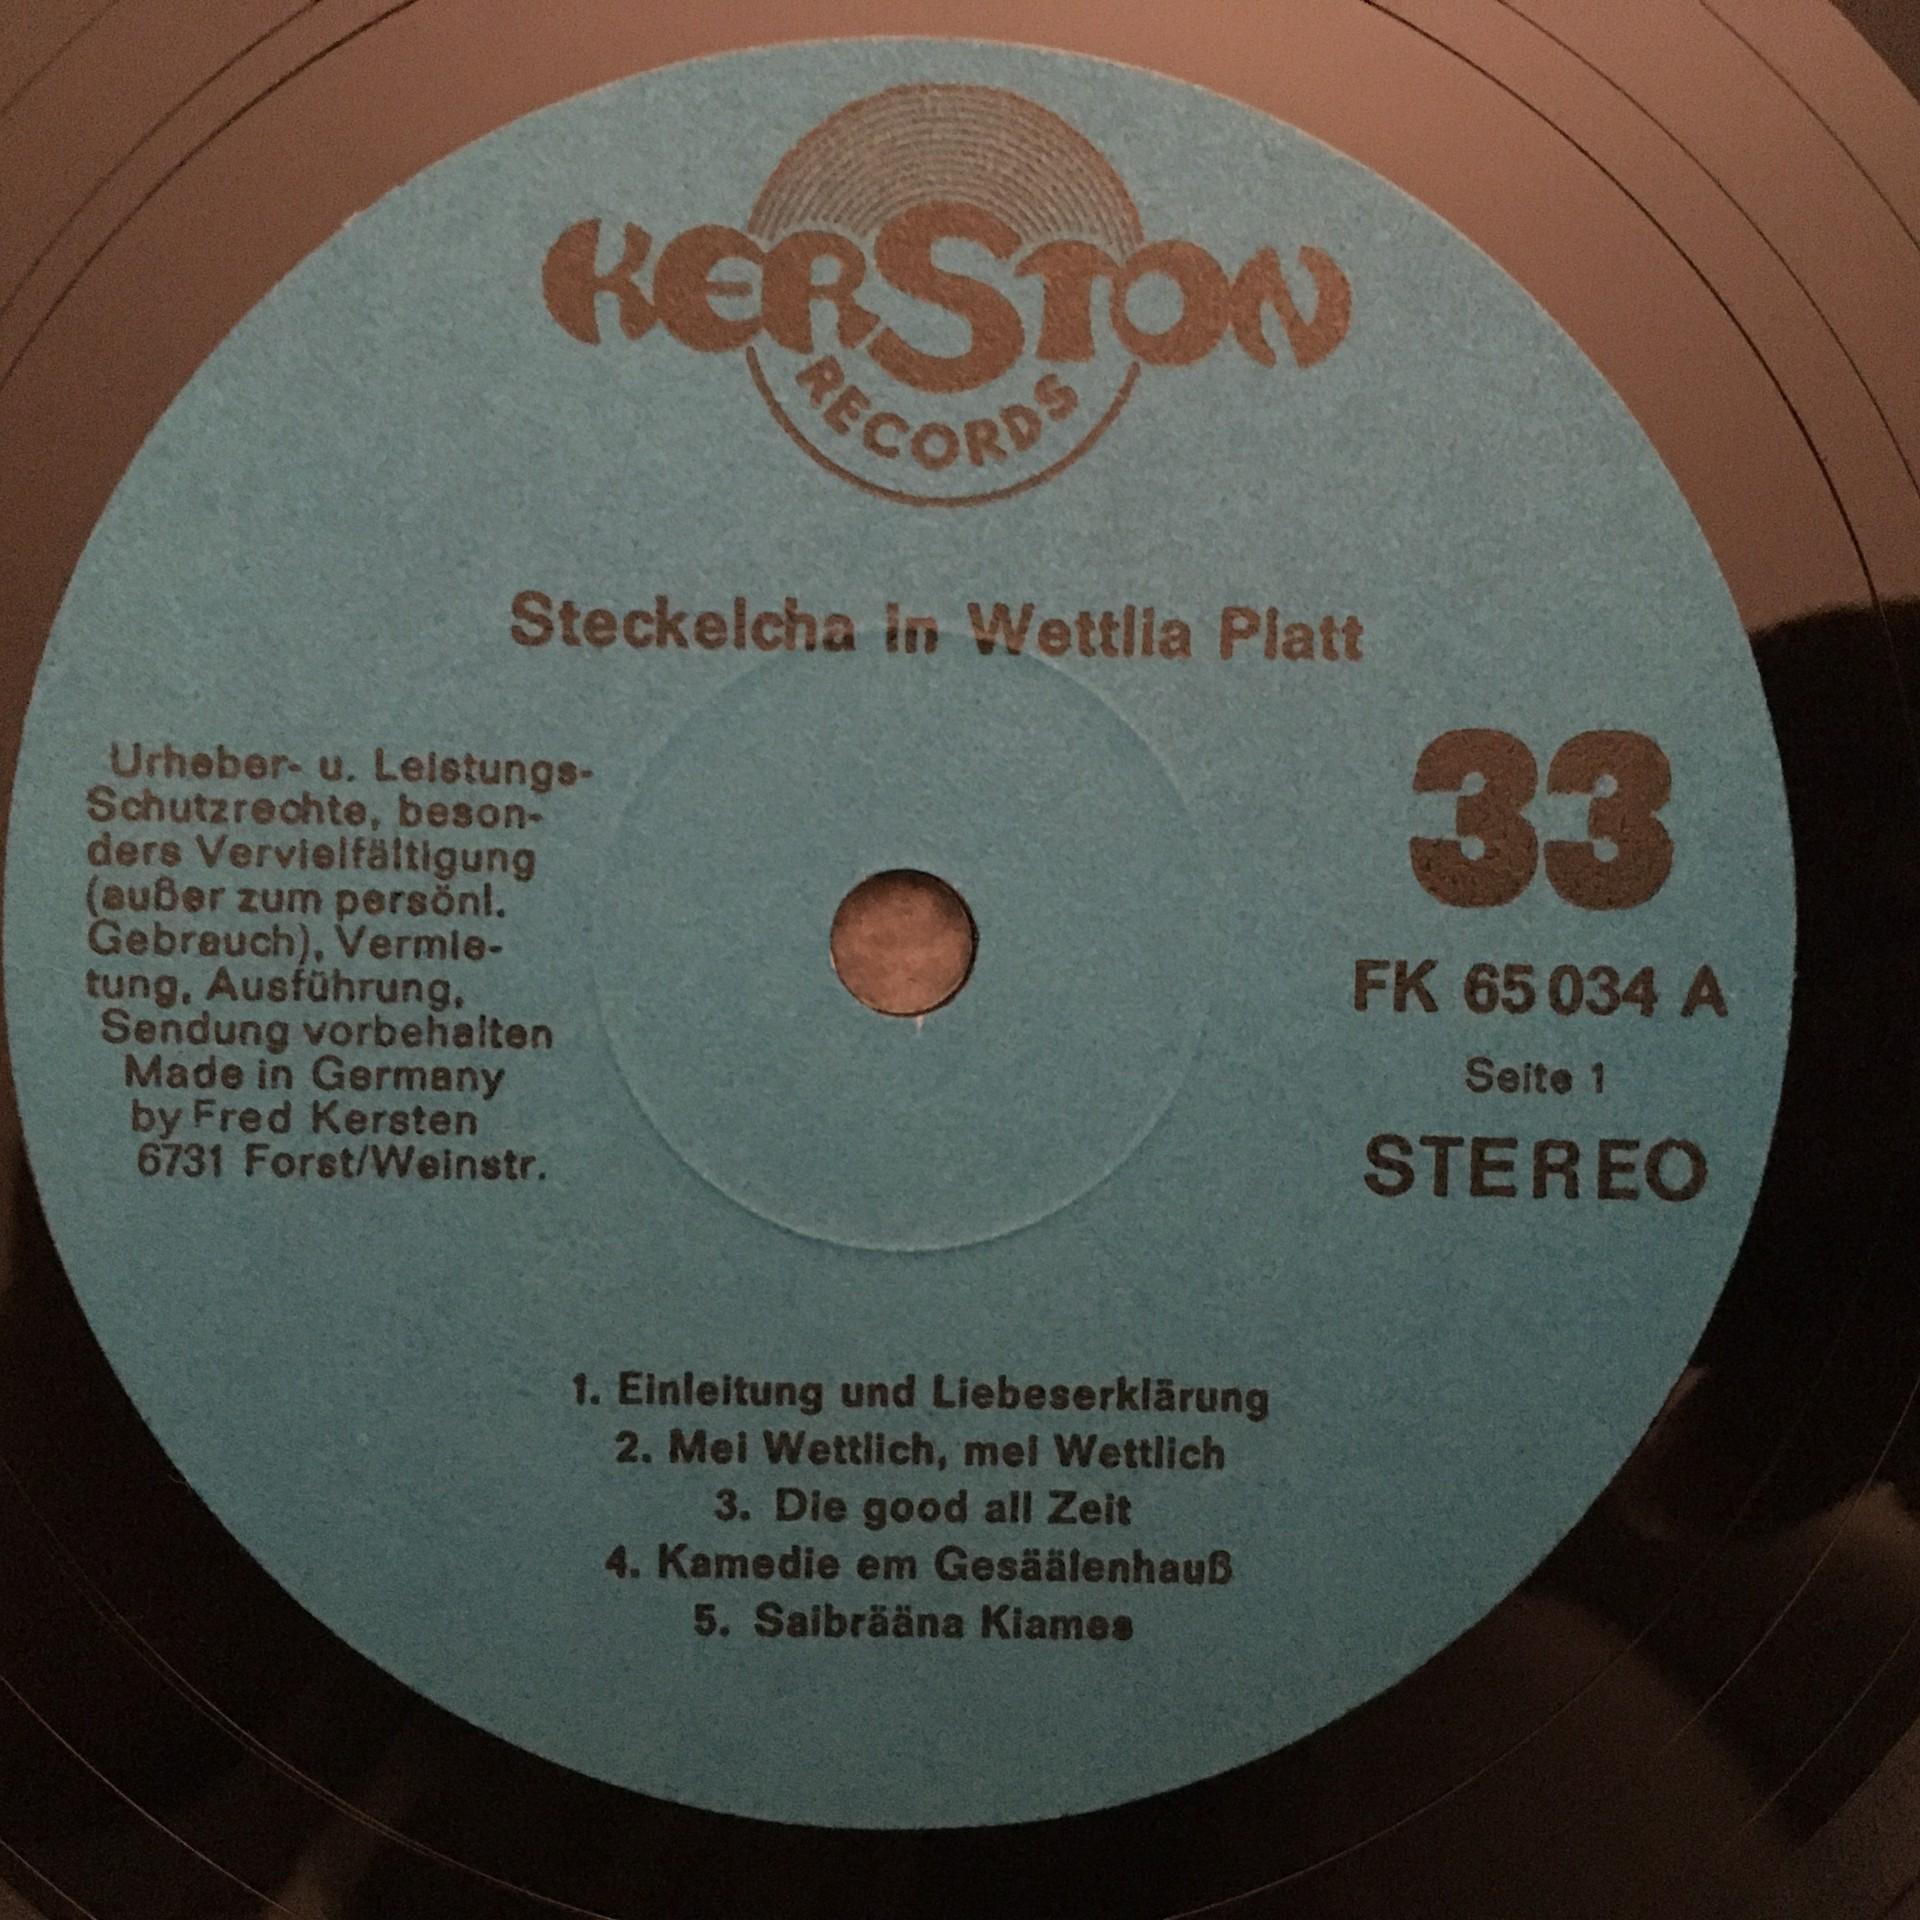 KERSTON
RECORDS
Steckelcha in Wettlia Platt
Urheber- u. Leistungs-
Schutzrechte, beson-
ders Vervielfältigung
(außer zum persönl.
Gebrauch), Vermie-
tung, Ausführung,
Sendung vorbehalten
Made in Germany
by Fred Kersten
6731 Forst/Weinstr.
33
FK 65 034 A
Seite 1
STEREO
1. Einleitung und Liebeserklärung
2. Mei Wettlich, mei Wettlich
3. Die good all Zeit
4. Kamedie em Gesäälenhauß
5. Saibrääna Kiames